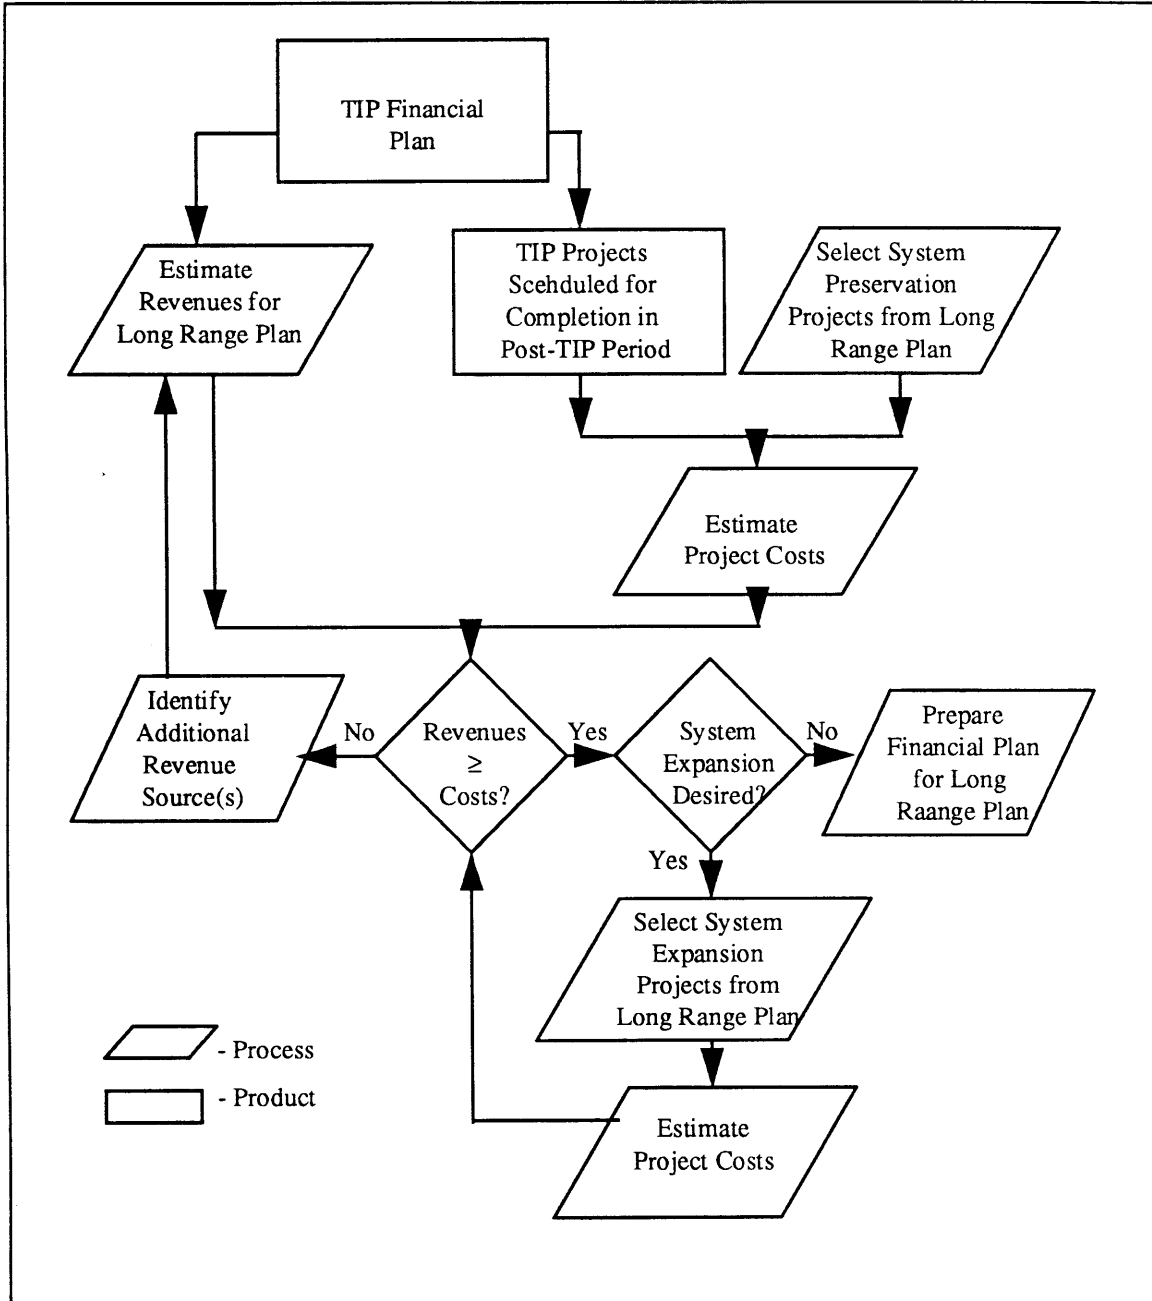 TIP Financial
Plan
Estimate
Revenues for
Long Range Plan
TIP Projects
Scehduled for
Completion in
Post-TIP Period
Select System
Preservation
Projects from Long
Range Plan
Estimate
Project Costs
Identify
Additional
Revenue
Source(s)
No
Revenues
≥
Costs?
Yes
System
Expansion
Desired?
No
Prepare
Financial Plan
for Long
Raange Plan
Yes
Select System
Expansion
Projects from
Long Range Plan
Estimate
Project Costs
- Process
- Product